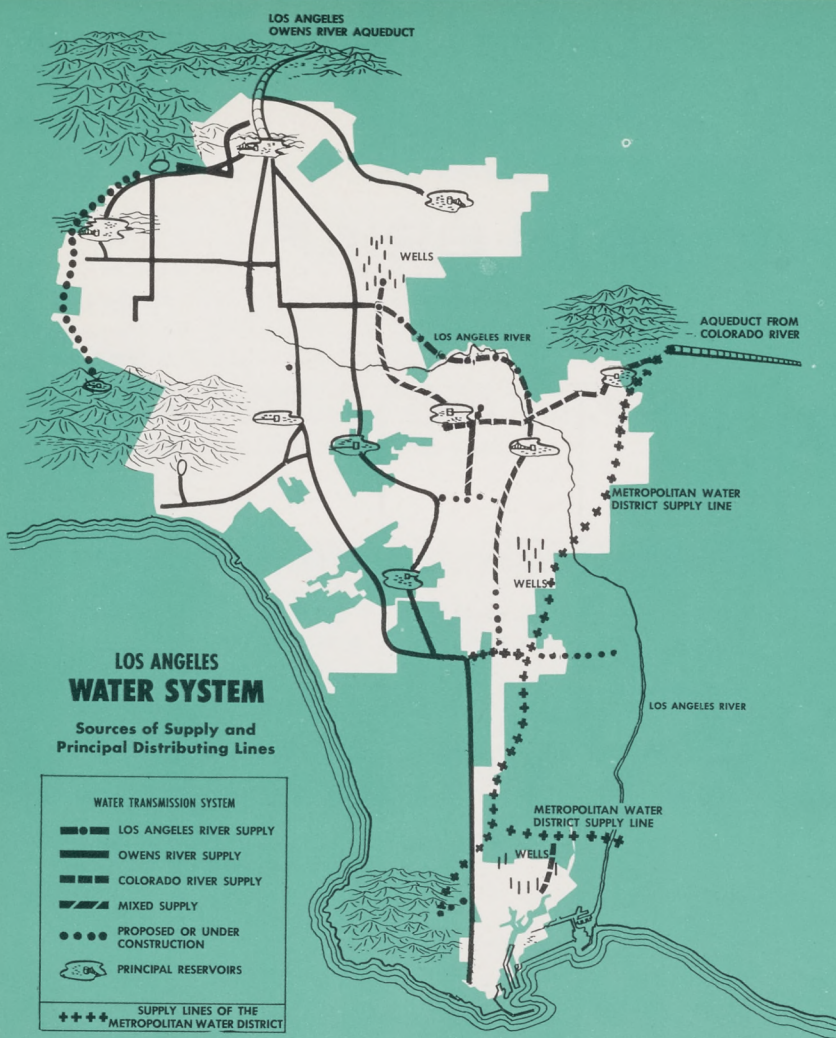 LOS ANGELES
OWENS RIVER AQUEDUCT
WELLS
LOS ANGELES RIVER
AQUEDUCT FROM
COLORADO RIVER
METROPOLITAN WATER
DISTRICT SUPPLY LINE
WELLS
LOS ANGELES
WATER SYSTEM
Sources of Supply and
Principal Distributing Lines
LOS ANGELES RIVER
METROPOLITAN WATER
DISTRICT SUPPLY LINE
WELLS
WATER TRANSMISSION SYSTEM
LOS ANGELES RIVER SUPPLY
OWENS RIVER SUPPLY
COLORADO RIVER SUPPLY
MIXED SUPPLY
PROPOSED OR UNDER
CONSTRUCTION
PRINCIPAL RESERVOIRS
SUPPLY LINES OF THE
METROPOLITAN WATER DISTRICT